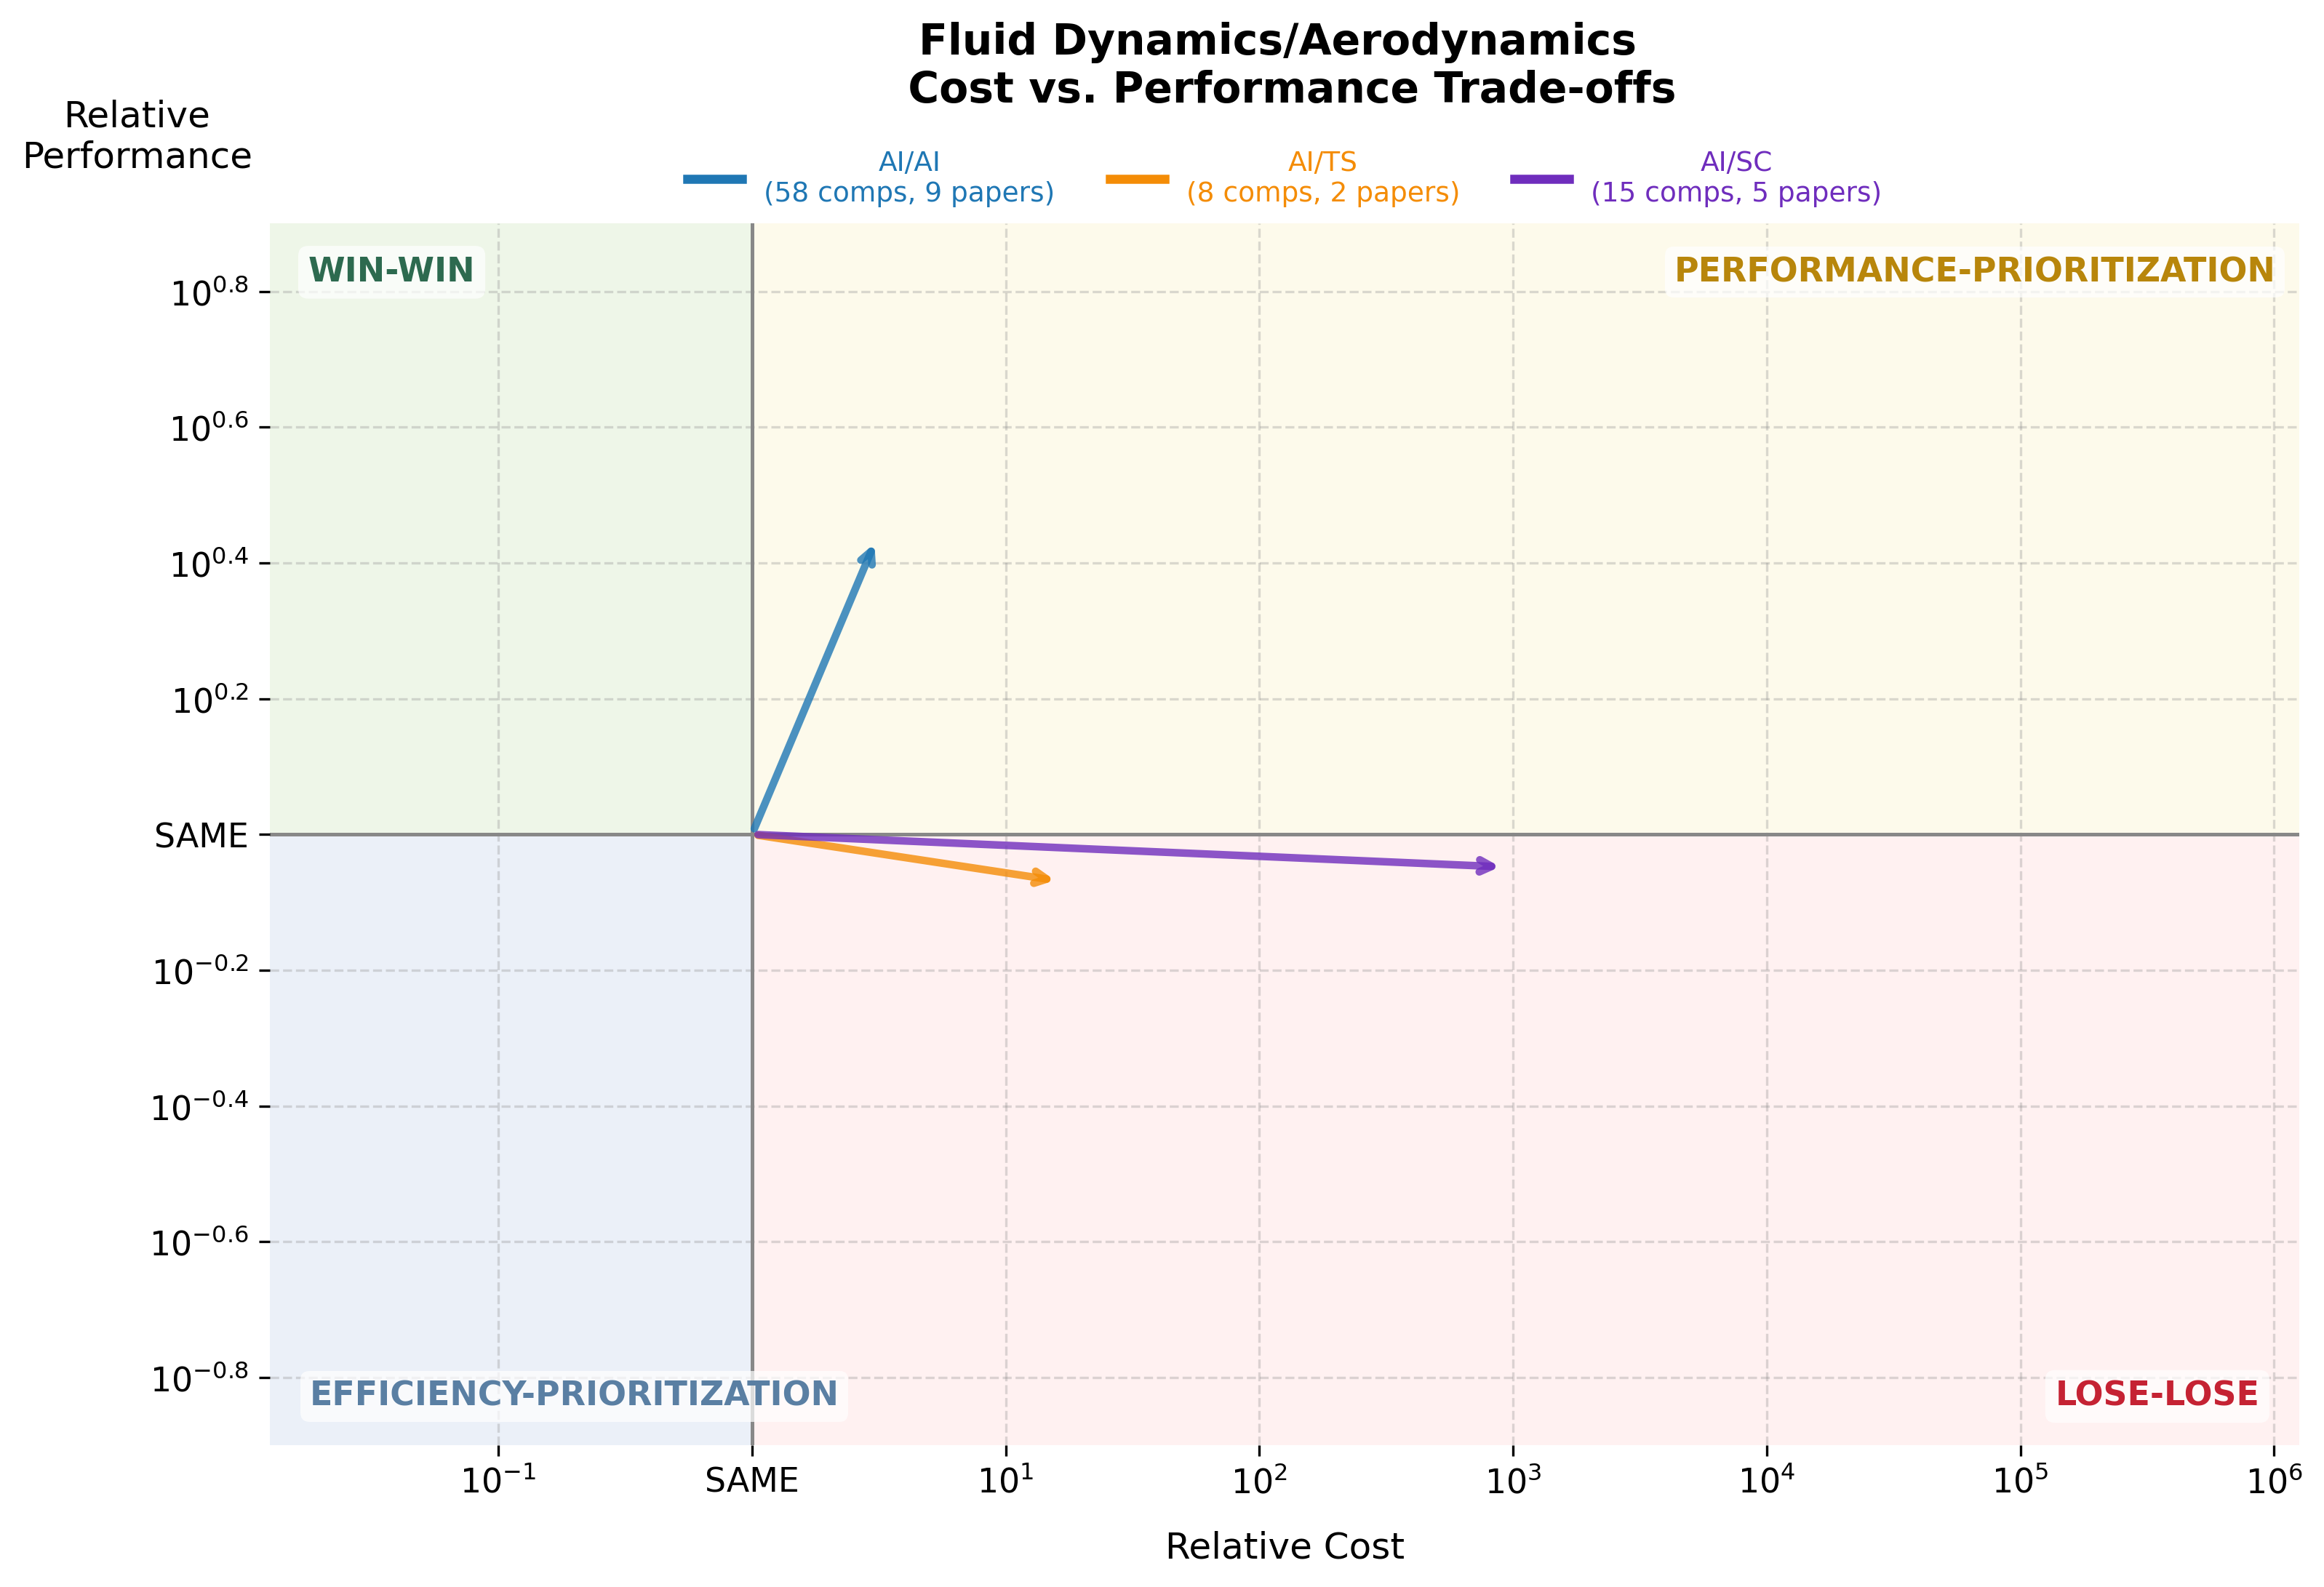 Fluid Dynamics/Aerodynamics
Cost vs. Performance Trade-offs
Relative
Performance
AI/AI
(58 comps, 9 papers)
AI/TS
(8 comps, 2 papers)
AI/SC
(15 comps, 5 papers)
WIN-WIN
PERFORMANCE-PRIORITIZATION
10^0.8
10^0.6
10^0.4
10^0.2
SAME
10^−0.2
10^−0.4
10^−0.6
10^−0.8
EFFICIENCY-PRIORITIZATION
LOSE-LOSE
10^−1 SAME 10^1 10^2 10^3 10^4 10^5 10^6
Relative Cost